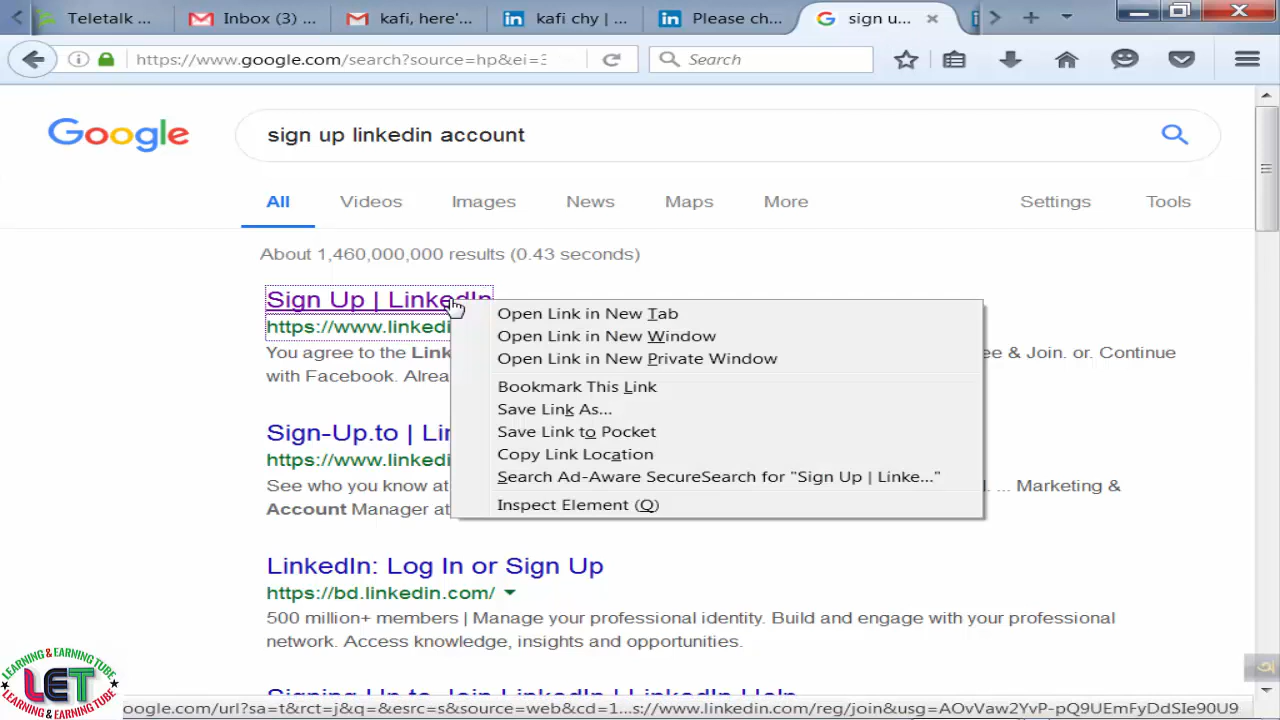 Teletalk ...
Inbox (3) ...
kafi, here'...
kafi chy | ...
Please ch...
sign u...
https://www.google.com/search?source=hp&ei=
Search
Google
sign up linkedin account
All
Videos
Images
News
Maps
More
Settings
Tools
About 1,460,000,000 results (0.43 seconds)
Sign Up | LinkedIn
https://www.linkedi
You agree to the Link
ee & Join. or. Continue
with Facebook. Alrea
Open Link in New Tab
Open Link in New Window
Open Link in New Private Window
Bookmark This Link
Save Link As...
Save Link to Pocket
Copy Link Location
Search Ad-Aware SecureSearch for "Sign Up | Linke..."
Inspect Element (Q)
Sign-Up.to | Li
https://www.linkedi
See who you know at
... Marketing &
Account Manager at
LinkedIn: Log In or Sign Up
https://bd.linkedin.com/
500 million+ members | Manage your professional identity. Build and engage with your professional
network. Access knowledge, insights and opportunities.
Signing Up to Join LinkedIn | LinkedIn Help
oogle.com/url?sa=t&rct=j&q=&esrc=s&source=web&cd=1...s://www.linkedin.com/reg/join&usg=AOvVaw2YvP-pQ9UEmFyDdSIe90U9
LEARNING & EARNING TUBE
LET
LEARNING & EARNING TUBE